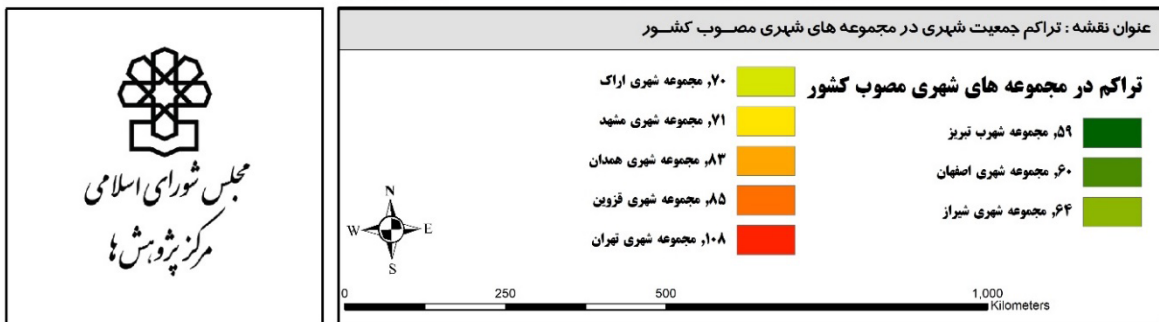 مجلس شورای اسلامی
مرکز پژوهش ها
عنوان نقشه : تراکم جمعیت شهری در مجموعه های شهری مصوب کشور
تراکم در مجموعه های شهری مصوب کشور
۵۹, مجموعه شهرب تبریز
۶۰, مجموعه شهری اصفهان
۶۴, مجموعه شهری شیراز
۷۰, مجموعه شهری اراک
۷۱, مجموعه شهری مشهد
۸۳, مجموعه شهری همدان
۸۵, مجموعه شهری قزوین
۱۰۸, مجموعه شهری تهران
N
W E
S
0 250 500 1,000
Kilometers